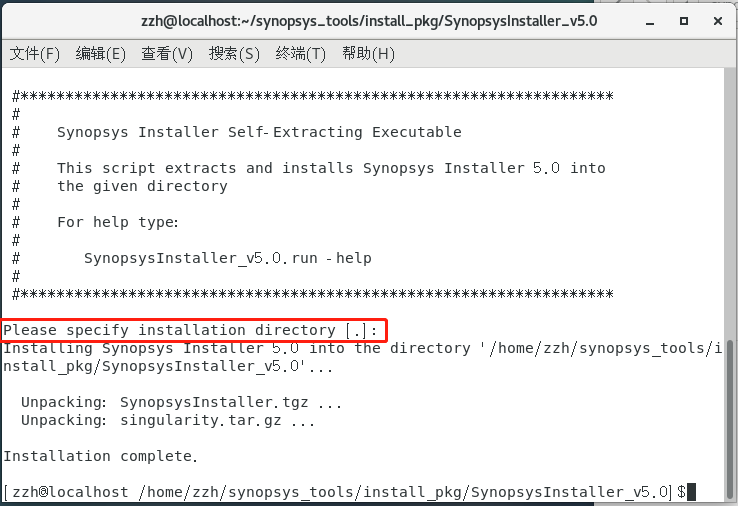 zzh@localhost:~/synopsys_tools/install_pkg/SynopsysInstaller_v5.0
文件(F) 编辑(E) 查看(V) 搜索(S) 终端(T) 帮助(H)
#******************************************************************
#
# Synopsys Installer Self-Extracting Executable
#
# This script extracts and installs Synopsys Installer 5.0 into
# the given directory
#
# For help type:
#
# SynopsysInstaller_v5.0.run -help
#
#******************************************************************
Please specify installation directory [.]:
Installing Synopsys Installer 5.0 into the directory '/home/zzh/synopsys_tools/i
nstall_pkg/SynopsysInstaller_v5.0'...
Unpacking: SynopsysInstaller.tgz ...
Unpacking: singularity.tar.gz ...
Installation complete.
[zzh@localhost /home/zzh/synopsys_tools/install_pkg/SynopsysInstaller_v5.0]$